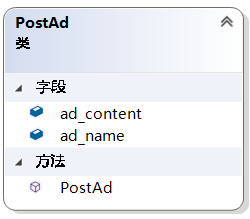 PostAd
类
字段
ad_content
ad_name
方法
PostAd